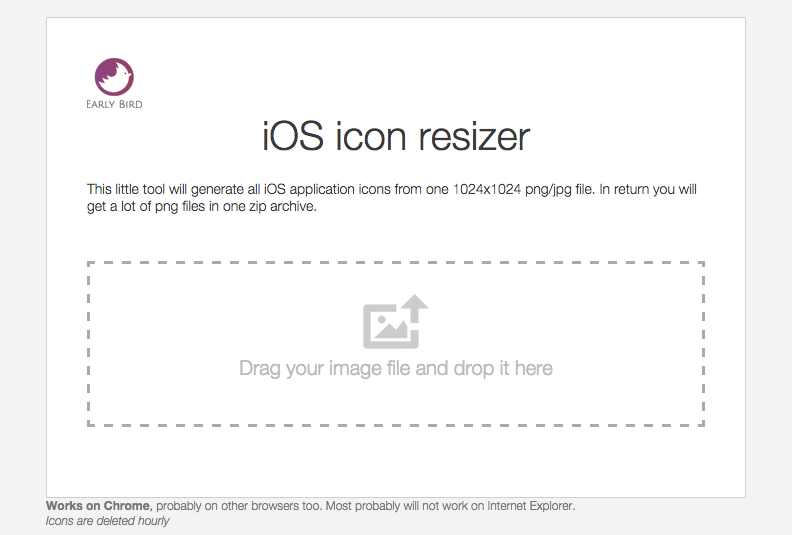 EARLY BIRD
iOS icon resizer
This little tool will generate all iOS application icons from one 1024x1024 png/jpg file. In return you will
get a lot of png files in one zip archive.
Drag your image file and drop it here
Works on Chrome, probably on other browsers too. Most probably will not work on Internet Explorer.
Icons are deleted hourly